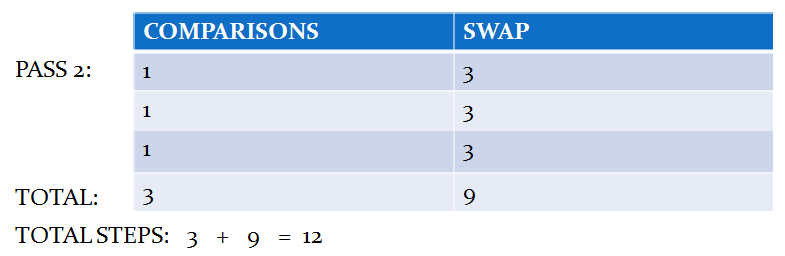 COMPARISONS SWAP
PASS 2: 1 3
1 3
1 3
TOTAL: 3 9
TOTAL STEPS: 3 + 9 = 12